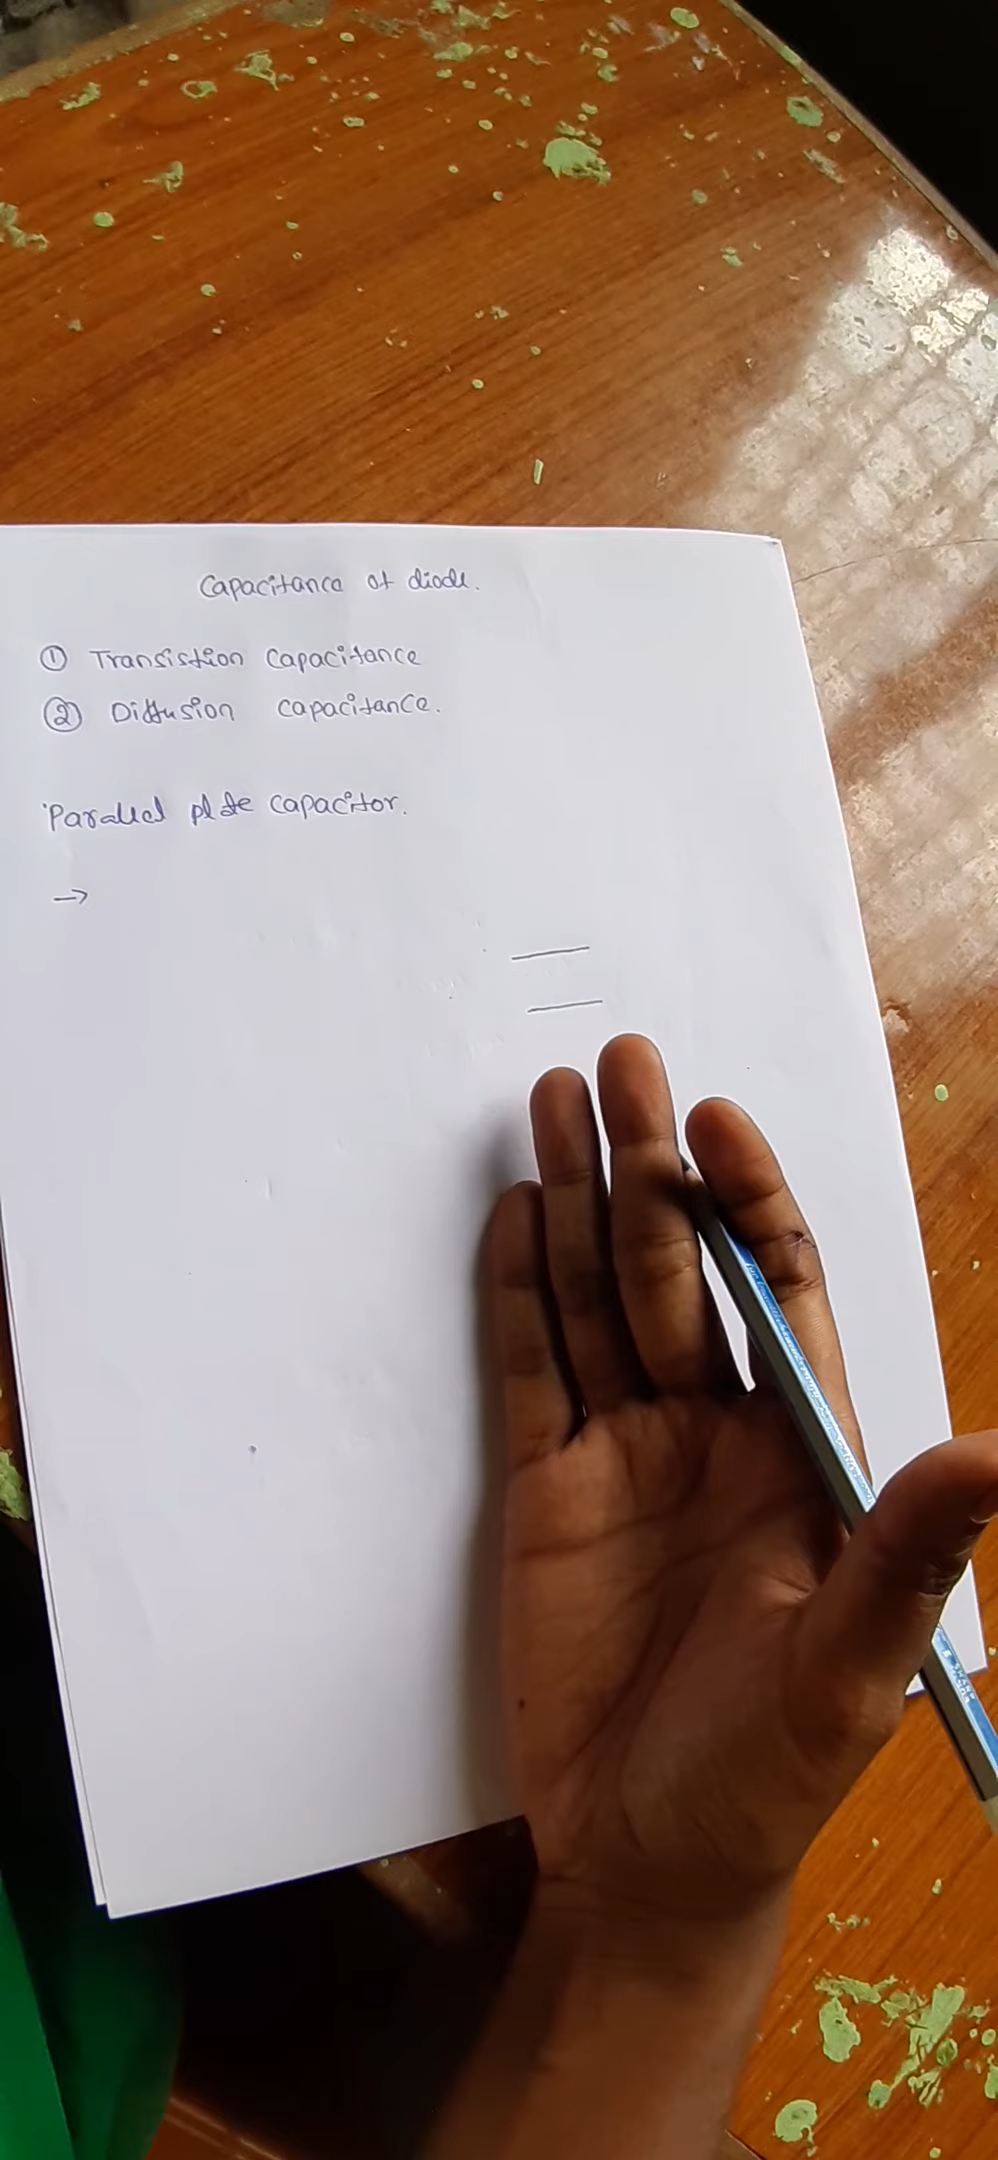 Capacitance of diode.
① Transistion Capacitance
② Diffusion capacitance.
Parallel plate capacitor.
→